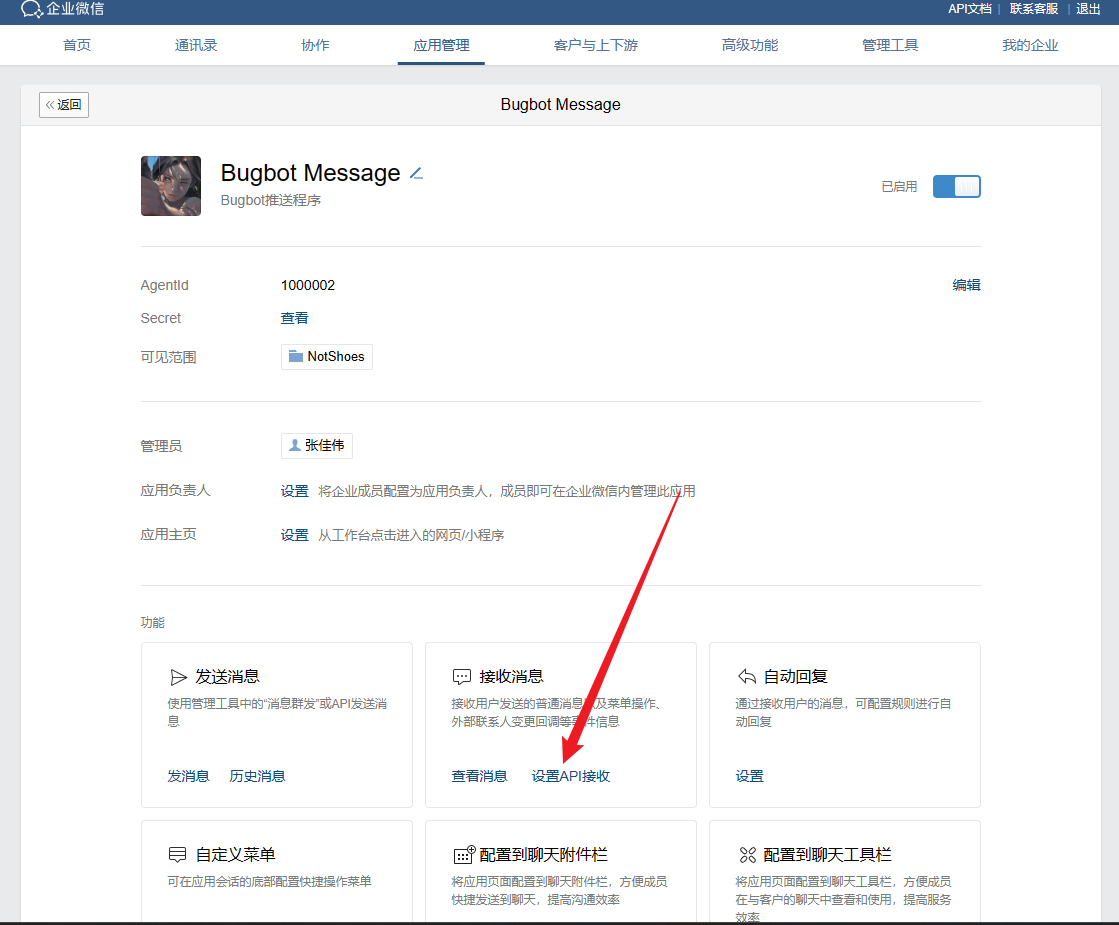 企业微信
API文档 | 联系客服 | 退出
首页 通讯录 协作 应用管理 客户与上下游 高级功能 管理工具 我的企业
«返回 Bugbot Message
Bugbot Message
Bugbot推送程序
已启用
AgentId 1000002 编辑
Secret 查看
可见范围 NotShoes
管理员 张佳伟
应用负责人 设置 将企业成员配置为应用负责人，成员即可在企业微信内管理此应用
应用主页 设置 从工作台点击进入的网页/小程序
功能
发送消息
使用管理工具中的“消息群发”或API发送消
息
发消息 历史消息
接收消息
接收用户发送的普通消息以及菜单操作、
外部联系人变更回调等事件信息
查看消息 设置API接收
自动回复
通过接收用户的消息，可配置规则进行自
动回复
设置
自定义菜单
可在应用会话的底部配置快捷操作菜单
配置到聊天附件栏
将应用页面配置到聊天附件栏，方便成员
快捷发送到聊天，提高沟通效率
配置到聊天工具栏
将应用页面配置到聊天工具栏，方便成员
在与客户的聊天中查看和使用，提高服务
效率